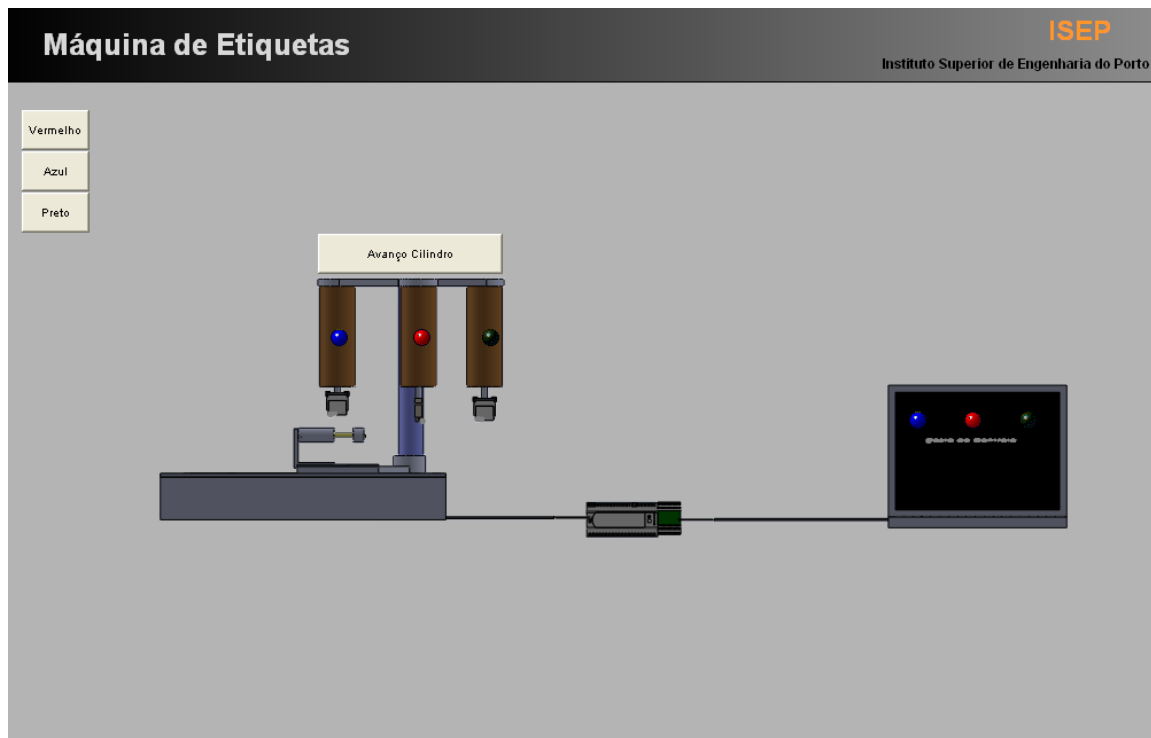 Máquina de Etiquetas
ISEP
Instituto Superior de Engenharia do Porto
Vermelho
Azul
Preto
Avanço Cilindro